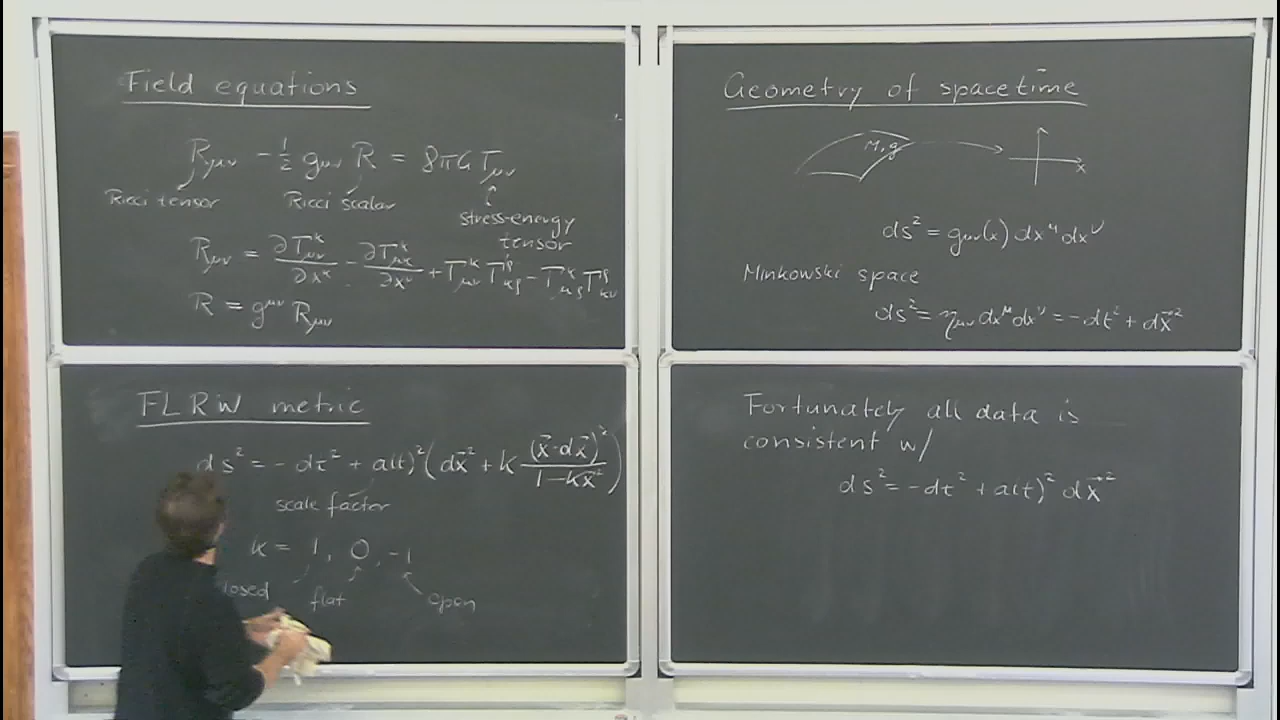 Field equations
Rμν - 1/2 gμν R = 8πG Tμν
Ricci tensor
Ricci scalar
stress-energy
tensor
Rμν = ∂Γ^κ_μν/∂x^κ - ∂Γ^κ_μκ/∂x^ν + Γ^κ_μν Γ^ρ_κρ - Γ^κ_μρ Γ^ρ_κν
R = g^μν Rμν
Geometry of spacetime
M, g
x
ds² = gμν(x) dx^μ dx^ν
Minkowski space
ds² = ημν dx^μ dx^ν = -dt² + dx⃗²
FLRW metric
ds² = -dt² + a(t)² (dx⃗² + k (x⃗·dx⃗)²/(1-kx⃗²))
scale factor
k = 1, 0, -1
flat
open
Fortunately all data is
consistent w/
ds² = -dt² + a(t)² dx⃗²